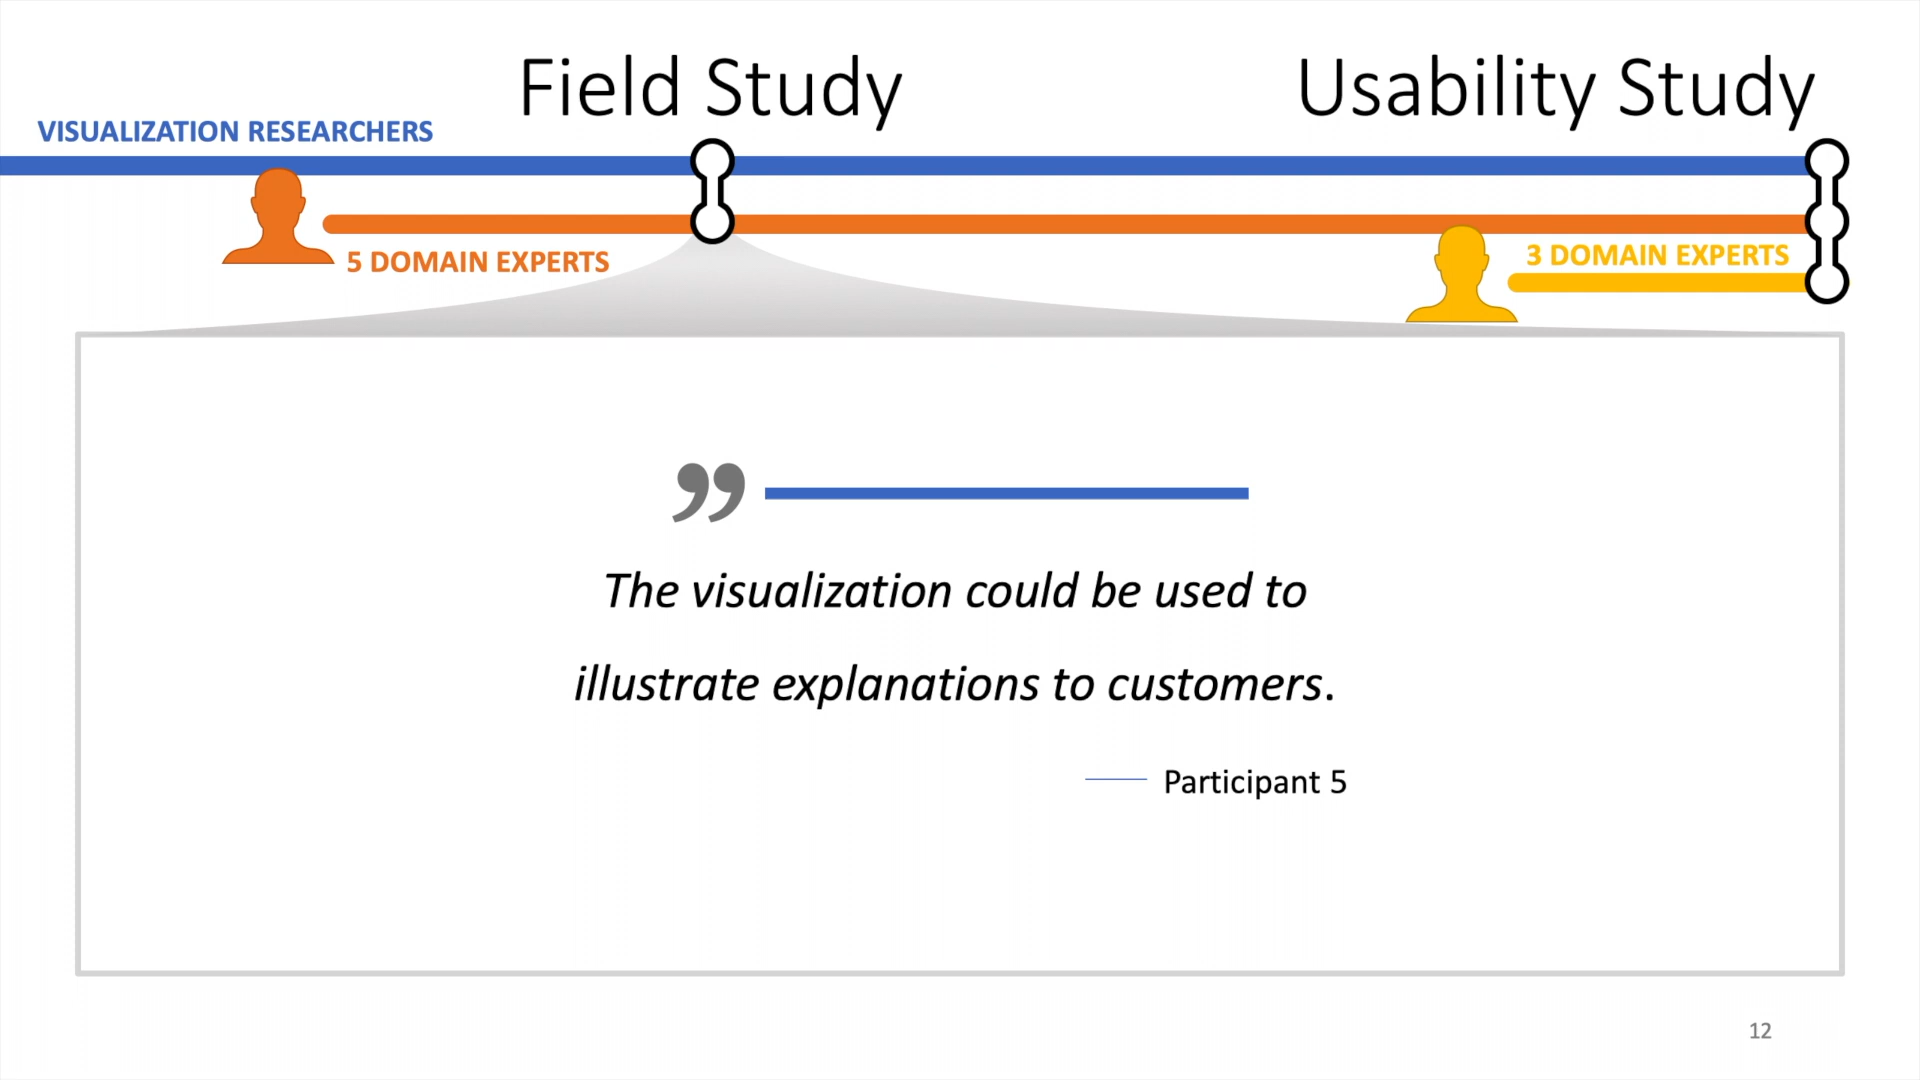 Field Study
Usability Study
VISUALIZATION RESEARCHERS
5 DOMAIN EXPERTS
3 DOMAIN EXPERTS
”
The visualization could be used to
illustrate explanations to customers.
Participant 5
12